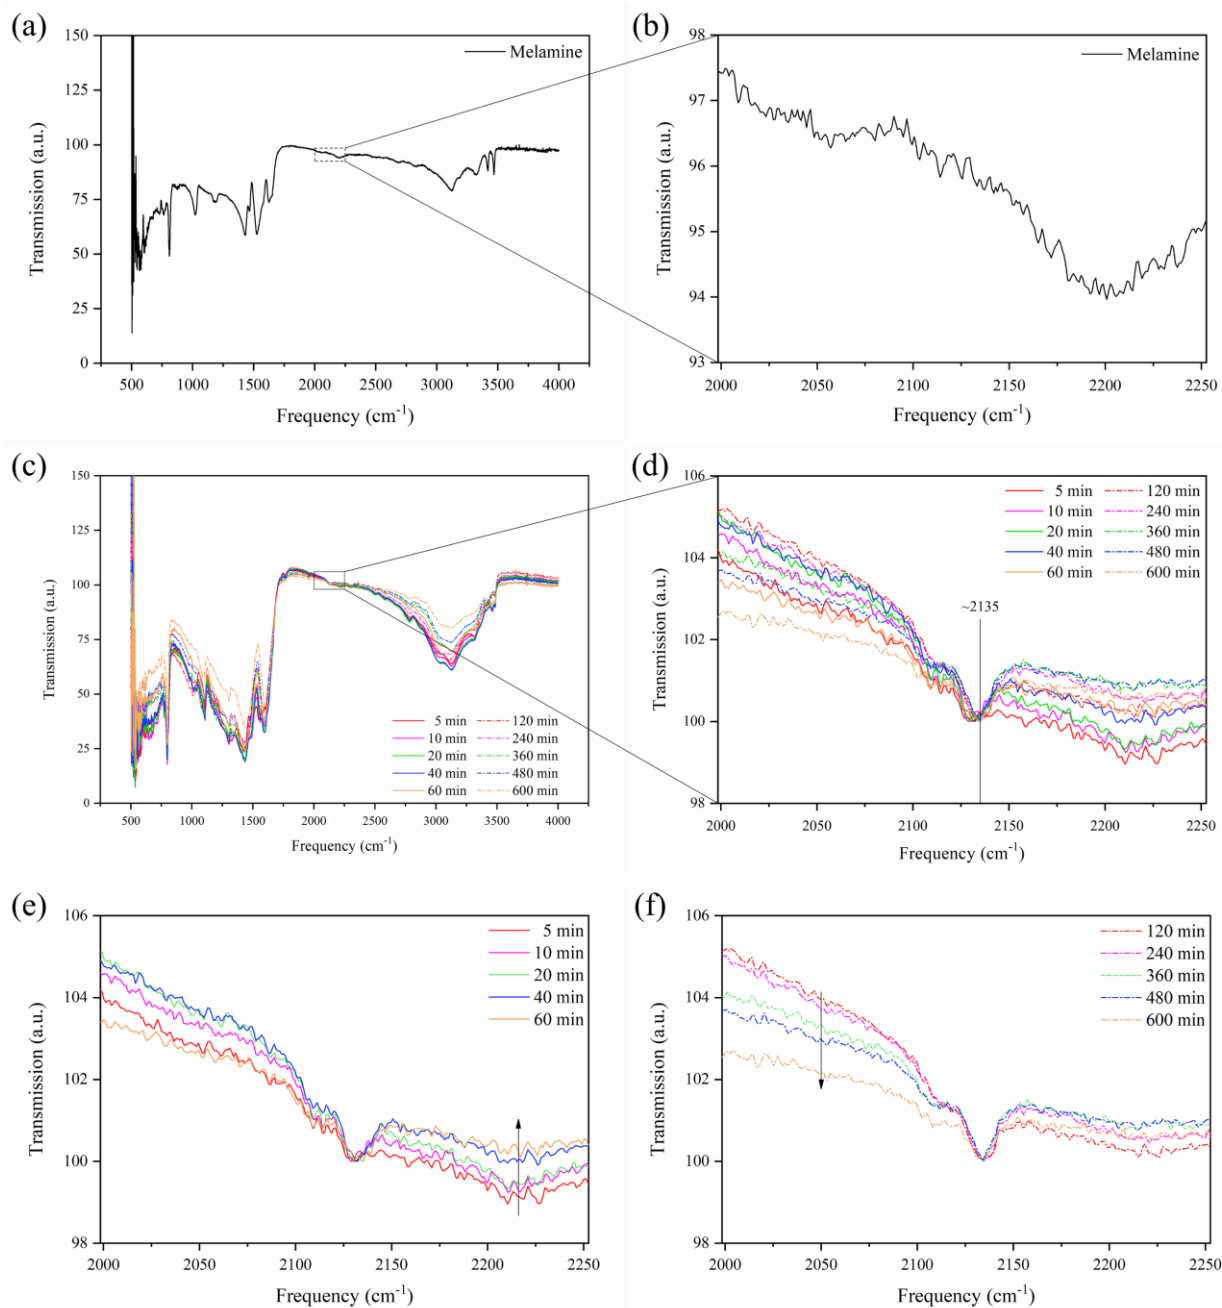 (a)
150
125
100
75
50
25
0
Transmission (a.u.)
Melamine
500 1000 1500 2000 2500 3000 3500 4000
Frequency (cm⁻¹)
(b)
98
97
96
95
94
93
Transmission (a.u.)
Melamine
2000 2050 2100 2150 2200 2250
Frequency (cm⁻¹)
(c)
150
125
100
75
50
25
0
Transmission (a.u.)
5 min 120 min
10 min 240 min
20 min 360 min
40 min 480 min
60 min 600 min
500 1000 1500 2000 2500 3000 3500 4000
Frequency (cm⁻¹)
(d)
106
104
102
100
98
Transmission (a.u.)
5 min 120 min
10 min 240 min
20 min 360 min
40 min 480 min
60 min 600 min
~2135
2000 2050 2100 2150 2200 2250
Frequency (cm⁻¹)
(e)
106
104
102
100
98
Transmission (a.u.)
5 min
10 min
20 min
40 min
60 min
2000 2050 2100 2150 2200 2250
Frequency (cm⁻¹)
(f)
106
104
102
100
98
Transmission (a.u.)
120 min
240 min
360 min
480 min
600 min
2000 2050 2100 2150 2200 2250
Frequency (cm⁻¹)